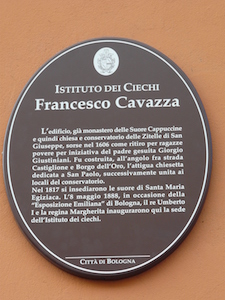 ISTITUTO DEI CIECHI
Francesco Cavazza
L'edificio, già monastero delle Suore Cappuccine
e quindi chiesa e conservatorio delle Zitelle di San
Giuseppe, sorse nel 1606 come ritiro per ragazze
povere per iniziativa del padre gesuita Giorgio
Giustiniani. Fu costruita, all'angolo fra strada
Castiglione e Borgo dell'Oro, l'attigua chiesetta
dedicata a San Paolo, successivamente unita ai
locali del conservatorio.
Nel 1817 si insediarono le suore di Santa Maria
Egiziaca. L'8 maggio 1888, in occasione della
"Esposizione Emiliana" di Bologna, il re Umberto
I e la regina Margherita inaugurarono qui la sede
dell'Istituto dei ciechi.
CITTÀ DI BOLOGNA